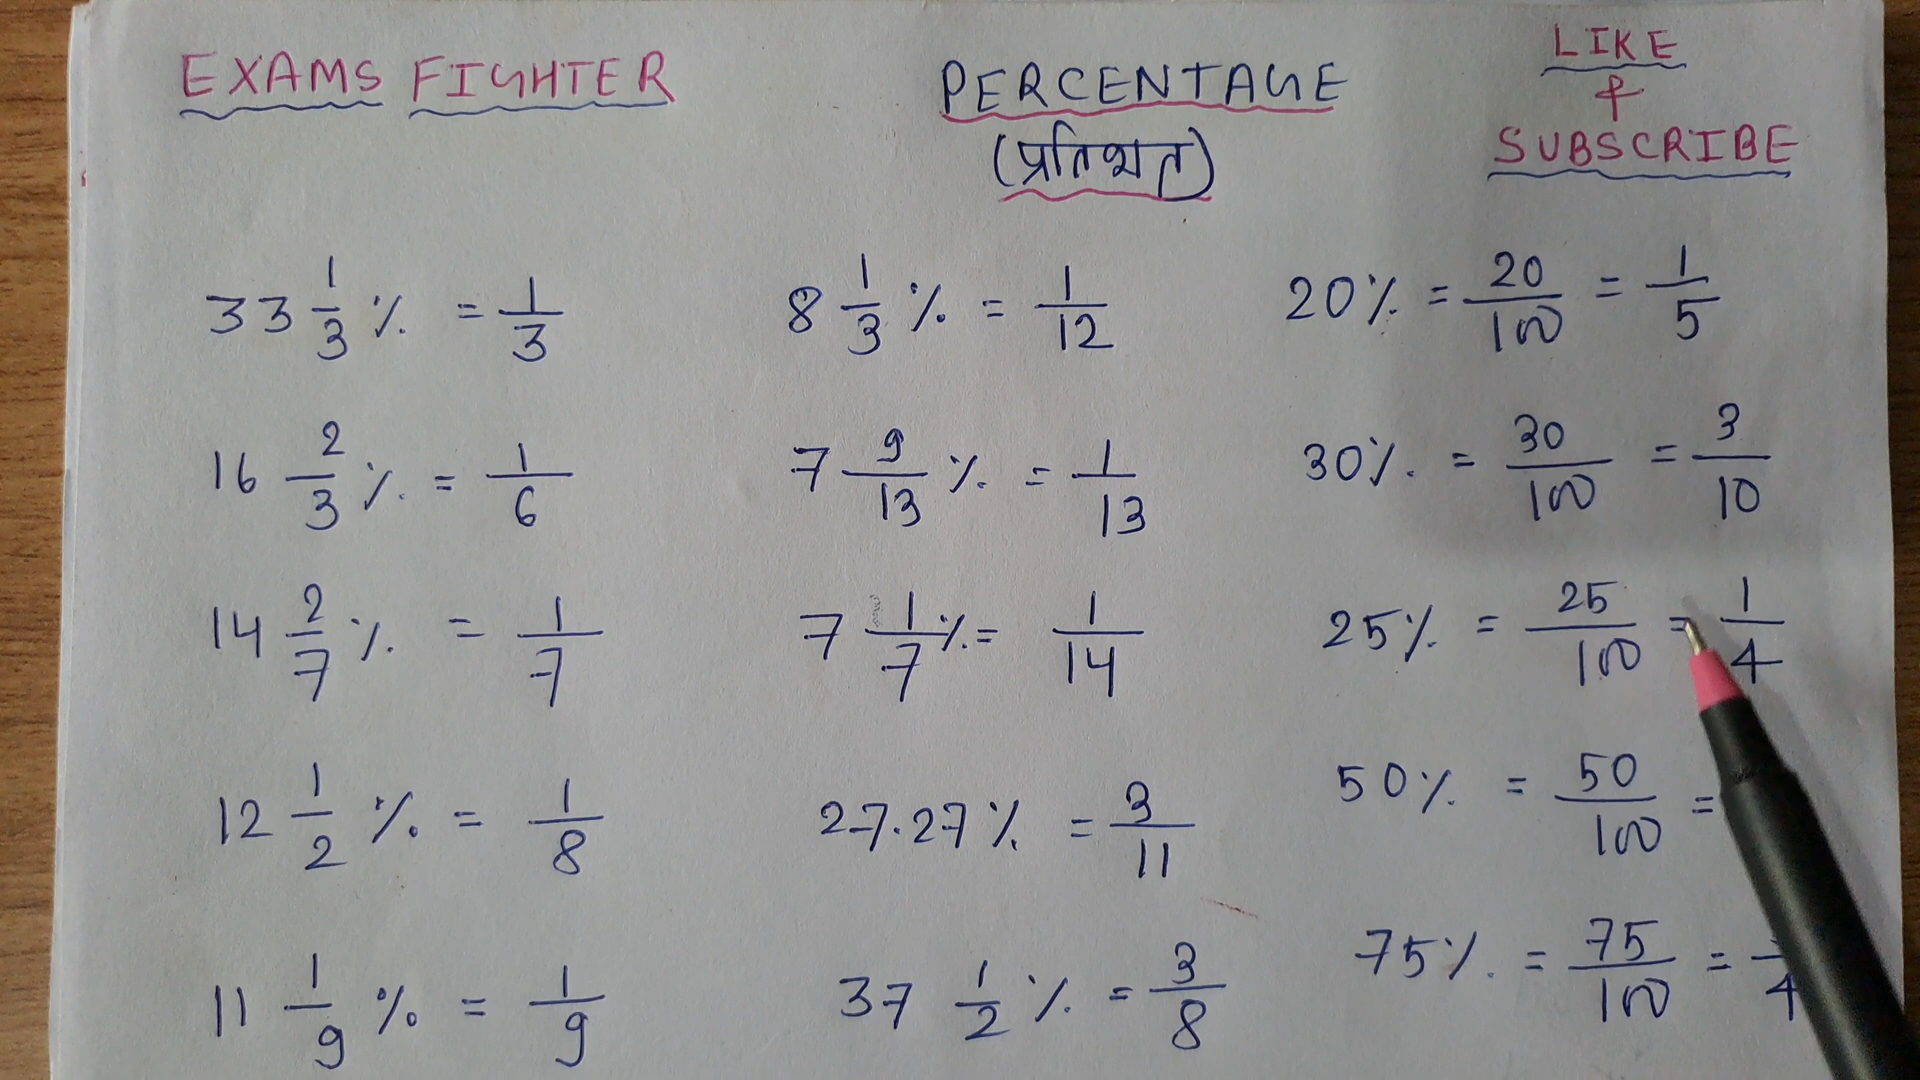 EXAMS FIGHTER
PERCENTAGE
(प्रतिशत)
LIKE
&
SUBSCRIBE
33 1/3 % = 1/3
16 2/3 % = 1/6
14 2/7 % = 1/7
12 1/2 % = 1/8
11 1/9 % = 1/9
8 1/3 % = 1/12
7 9/13 % = 1/13
7 1/7 % = 1/14
27.27 % = 3/11
37 1/2 % = 3/8
20% = 20/100 = 1/5
30% = 30/100 = 3/10
25% = 25/100 = 1/4
50% = 50/100 =
75% = 75/100 = /4